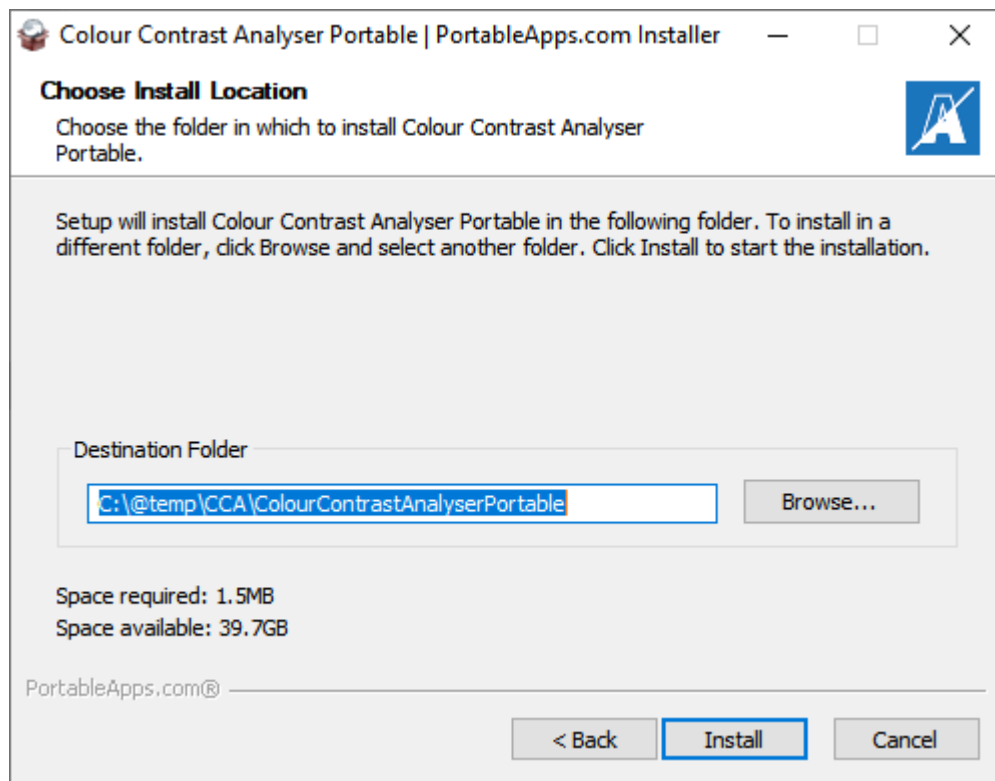 Colour Contrast Analyser Portable | PortableApps.com Installer
Choose Install Location
Choose the folder in which to install Colour Contrast Analyser
Portable.
A
Setup will install Colour Contrast Analyser Portable in the following folder. To install in a
different folder, click Browse and select another folder. Click Install to start the installation.
Destination Folder
C:\@temp\CCA\ColourContrastAnalyserPortable
Browse...
Space required: 1.5MB
Space available: 39.7GB
PortableApps.com®
< Back
Install
Cancel